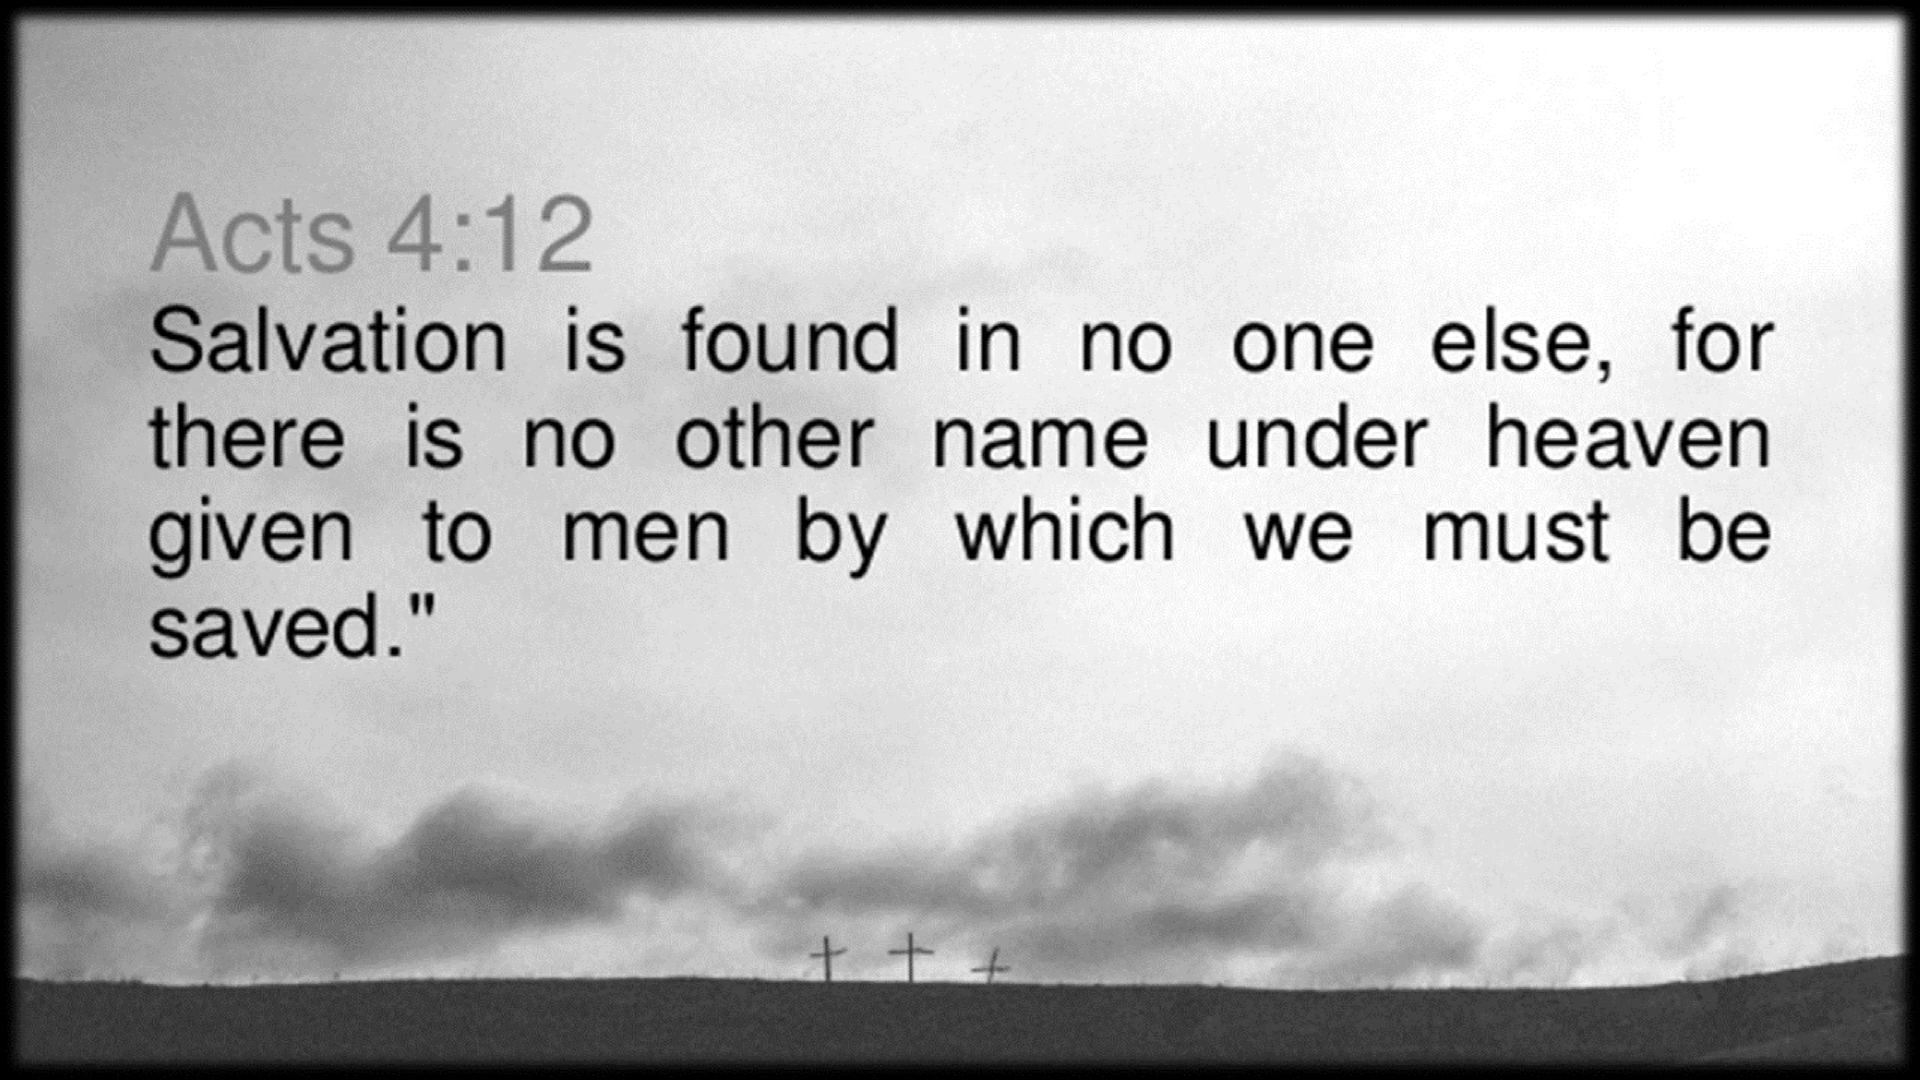 Acts 4:12
Salvation is found in no one else, for
there is no other name under heaven
given to men by which we must be
saved."